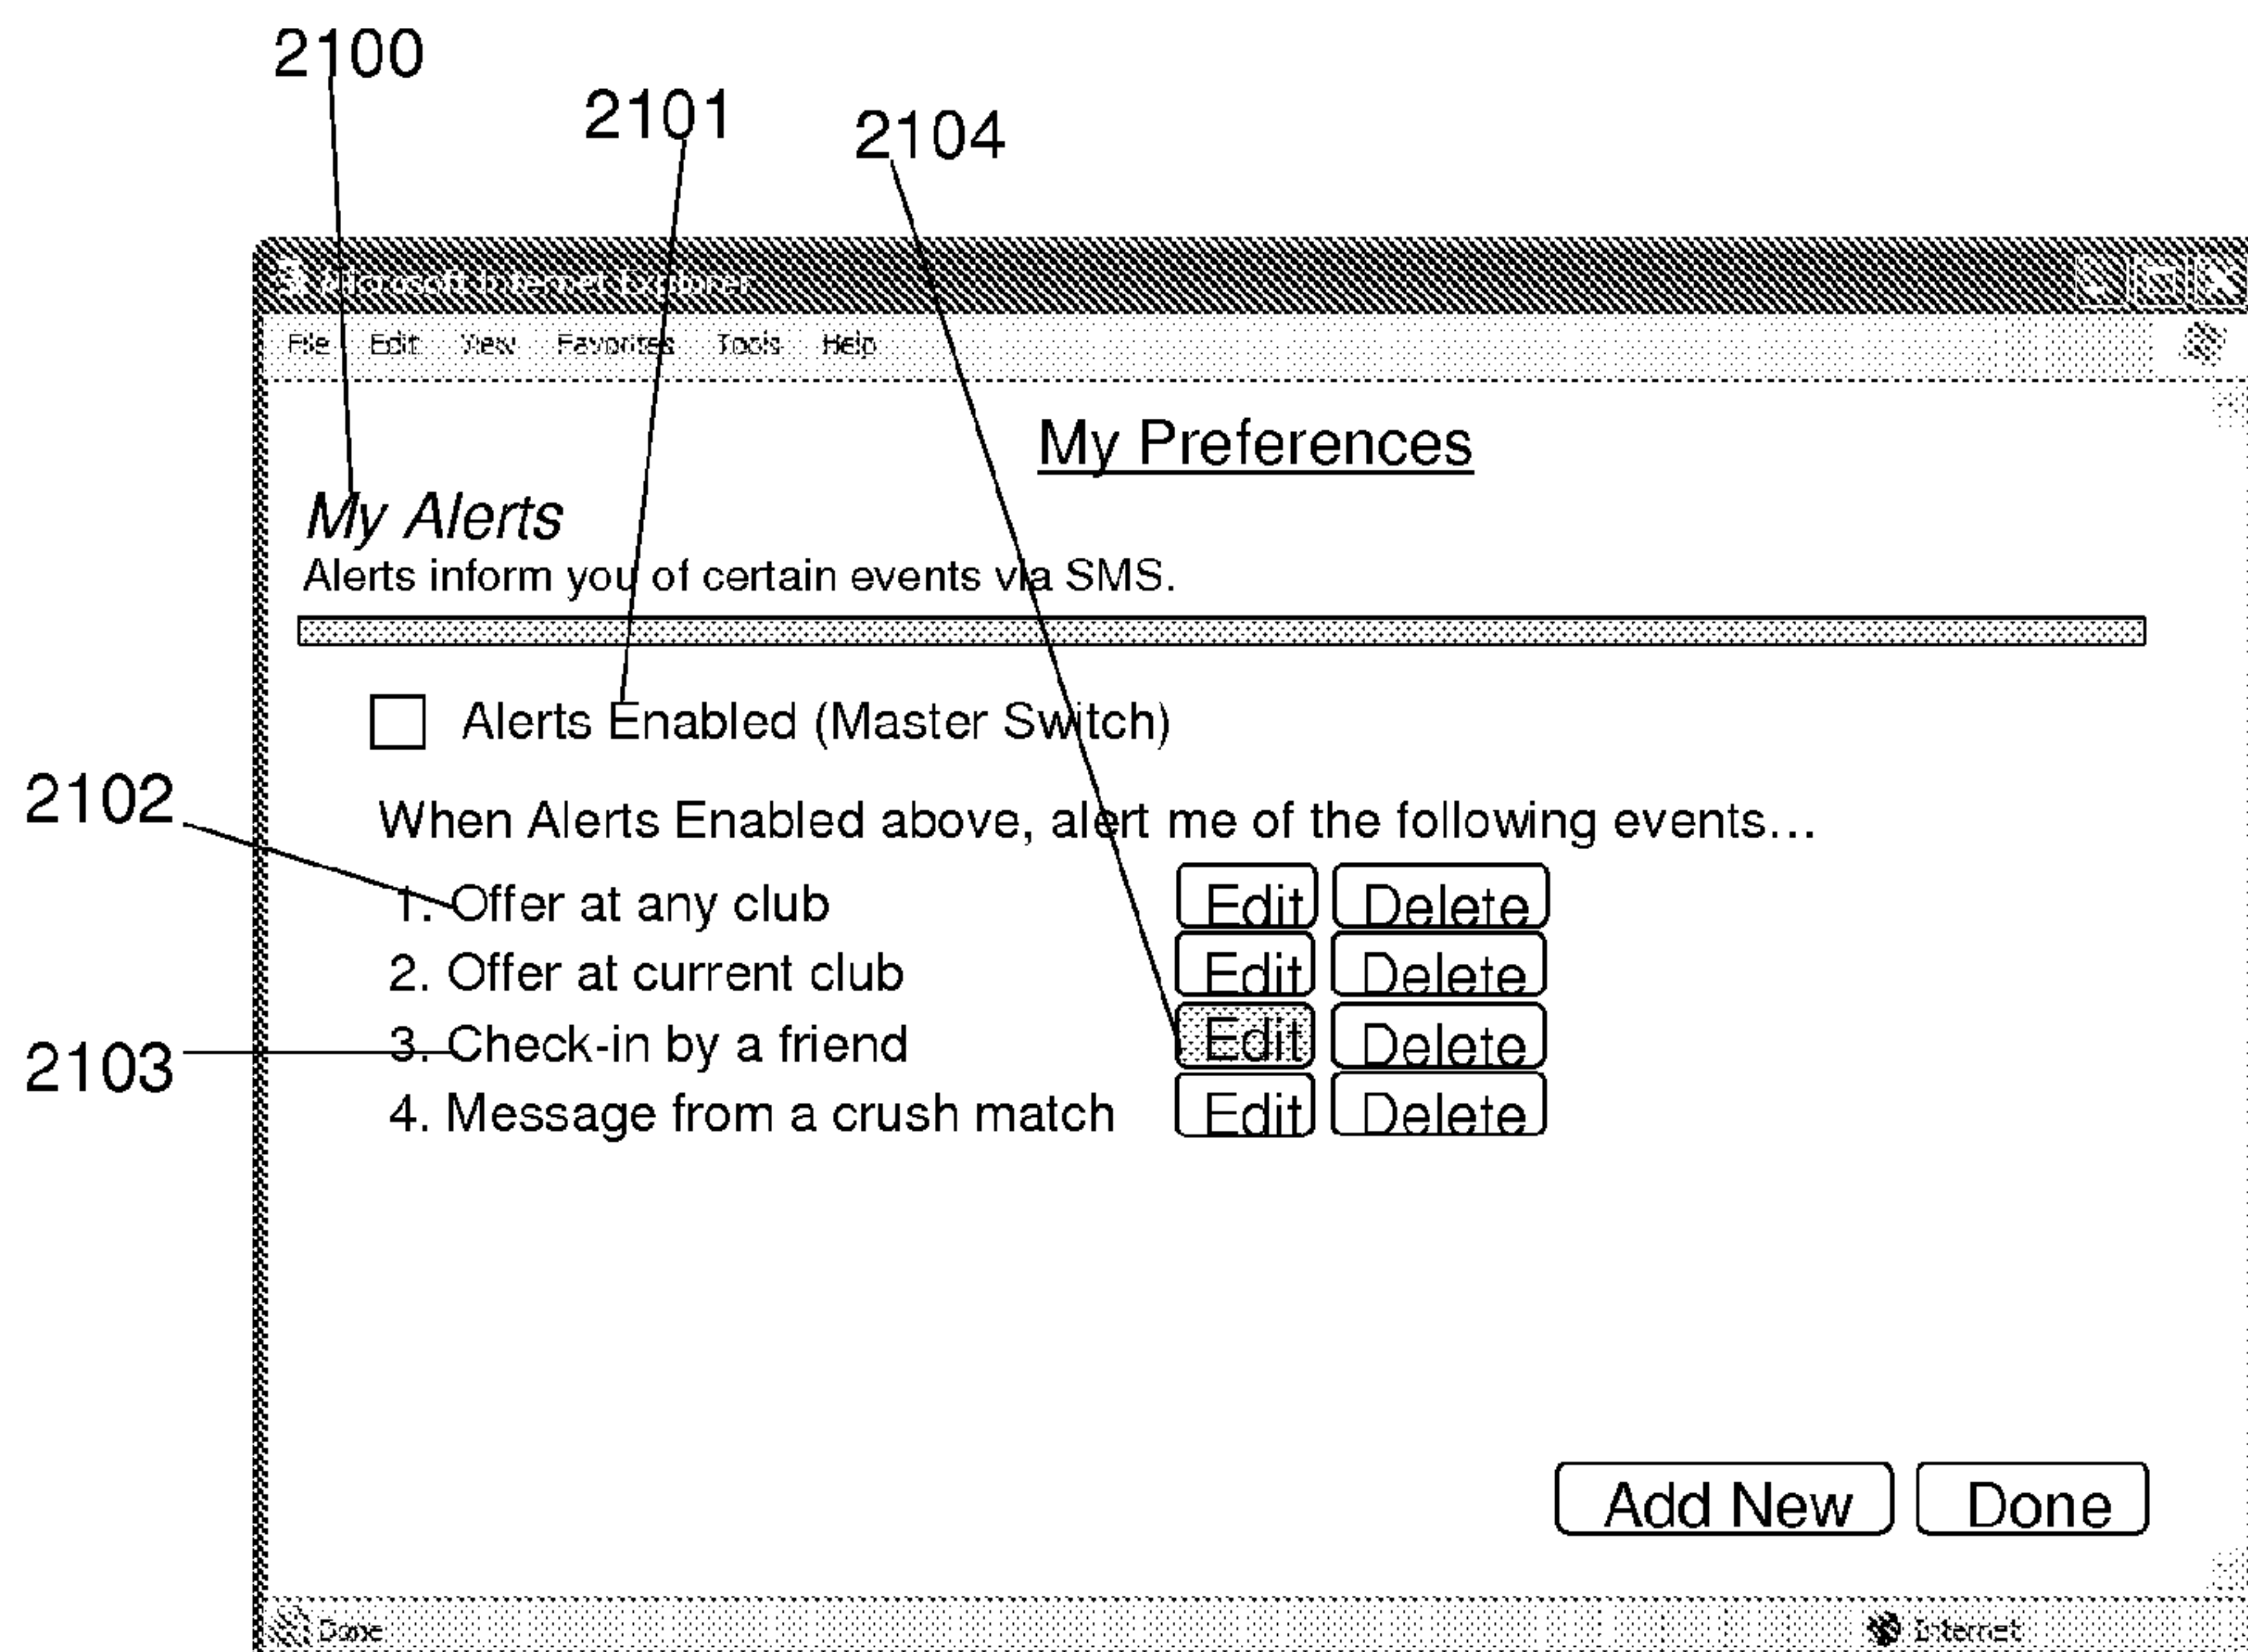 2100
2101
2104
Microsoft Internet Explorer
File Edit View Favorites Tools Help
My Preferences
My Alerts
Alerts inform you of certain events via SMS.
Alerts Enabled (Master Switch)
2102
When Alerts Enabled above, alert me of the following events...
1. Offer at any club Edit Delete
2. Offer at current club Edit Delete
2103
3. Check-in by a friend Edit Delete
4. Message from a crush match Edit Delete
Add New Done
Done Internet